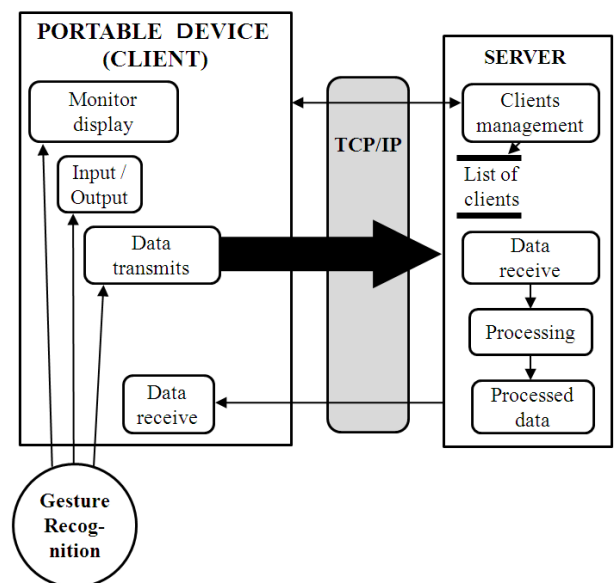 PORTABLE DEVICE
(CLIENT)
Monitor
display
Input /
Output
Data
transmits
Data
receive
Gesture
Recog-
nition
TCP/IP
SERVER
Clients
management
List of
clients
Data
receive
Processing
Processed
data